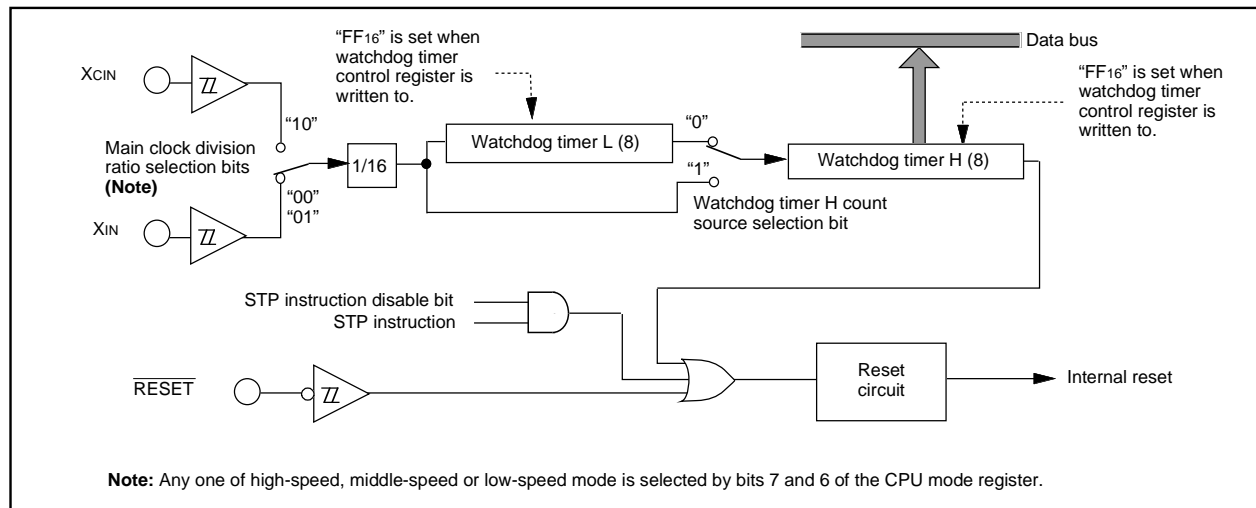 “FF16” is set when
watchdog timer
control register is
written to.
Data bus
“FF16” is set when
watchdog timer
control register is
written to.
XCIN
“10”
Main clock division
ratio selection bits
(Note)
1/16
Watchdog timer L (8)
“0”
“1”
Watchdog timer H (8)
“00”
“01”
Watchdog timer H count
source selection bit
XIN
STP instruction disable bit
STP instruction
RESET
Reset
circuit
Internal reset
Note: Any one of high-speed, middle-speed or low-speed mode is selected by bits 7 and 6 of the CPU mode register.